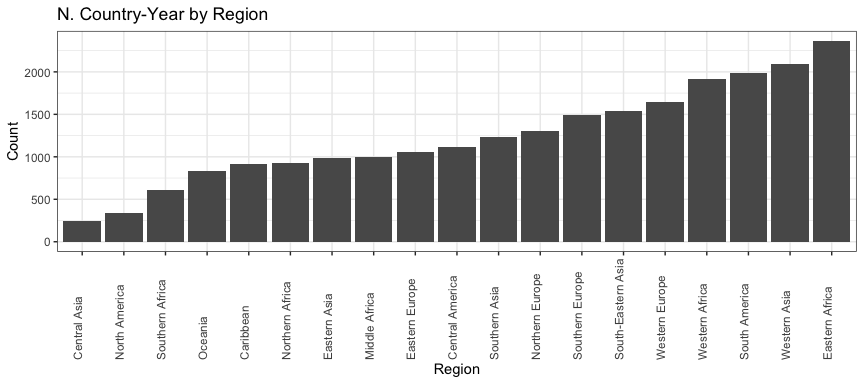 N. Country-Year by Region
Count
2000
1500
1000
500
0
Central Asia
North America
Southern Africa
Oceania
Caribbean
Northern Africa
Eastern Asia
Middle Africa
Eastern Europe
Central America
Southern Asia
Northern Europe
Southern Europe
South-Eastern Asia
Western Europe
Western Africa
South America
Western Asia
Eastern Africa
Region